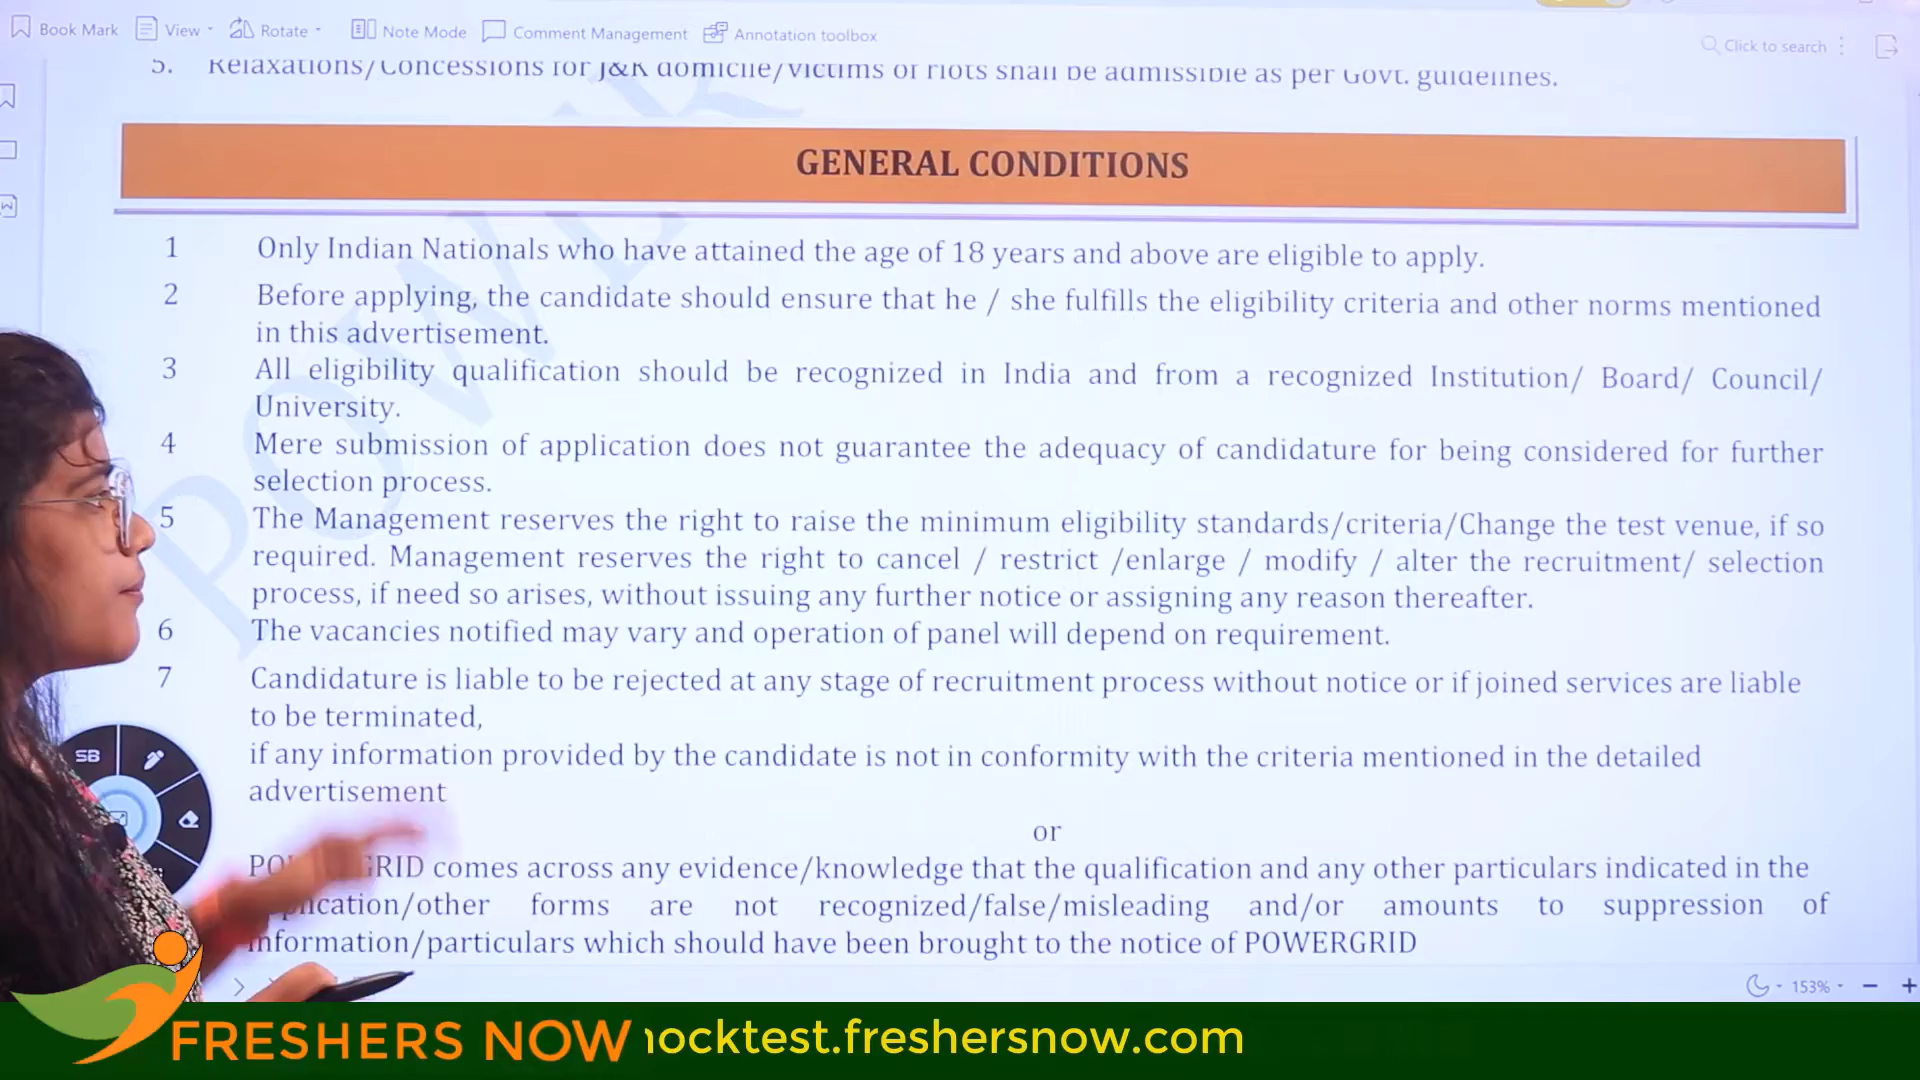 Book Mark View Rotate Note Mode Comment Management Annotation toolbox Click to search
5. Relaxations/Concessions for J&K domicile/victims of riots shall be admissible as per Govt. guidelines.
GENERAL CONDITIONS
1 Only Indian Nationals who have attained the age of 18 years and above are eligible to apply.
2 Before applying, the candidate should ensure that he / she fulfills the eligibility criteria and other norms mentioned
in this advertisement.
3 All eligibility qualification should be recognized in India and from a recognized Institution/ Board/ Council/
University.
4 Mere submission of application does not guarantee the adequacy of candidature for being considered for further
selection process.
5 The Management reserves the right to raise the minimum eligibility standards/criteria/Change the test venue, if so
required. Management reserves the right to cancel / restrict /enlarge / modify / alter the recruitment/ selection
process, if need so arises, without issuing any further notice or assigning any reason thereafter.
6 The vacancies notified may vary and operation of panel will depend on requirement.
7 Candidature is liable to be rejected at any stage of recruitment process without notice or if joined services are liable
to be terminated,
if any information provided by the candidate is not in conformity with the criteria mentioned in the detailed
advertisement
or
POWERGRID comes across any evidence/knowledge that the qualification and any other particulars indicated in the
application/other forms are not recognized/false/misleading and/or amounts to suppression of
information/particulars which should have been brought to the notice of POWERGRID
SB
153%
FRESHERS NOW
mocktest.freshersnow.com